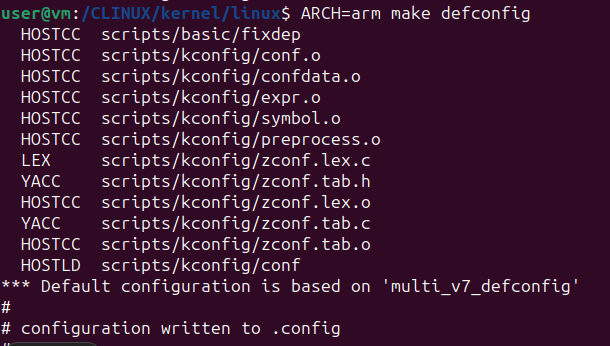 user@vm:/CLINUX/kernel/linux$ ARCH=arm make defconfig
HOSTCC scripts/basic/fixdep
HOSTCC scripts/kconfig/conf.o
HOSTCC scripts/kconfig/confdata.o
HOSTCC scripts/kconfig/expr.o
HOSTCC scripts/kconfig/symbol.o
HOSTCC scripts/kconfig/preprocess.o
LEX scripts/kconfig/zconf.lex.c
YACC scripts/kconfig/zconf.tab.h
HOSTCC scripts/kconfig/zconf.lex.o
YACC scripts/kconfig/zconf.tab.c
HOSTCC scripts/kconfig/zconf.tab.o
HOSTLD scripts/kconfig/conf
*** Default configuration is based on 'multi_v7_defconfig'
#
# configuration written to .config
#